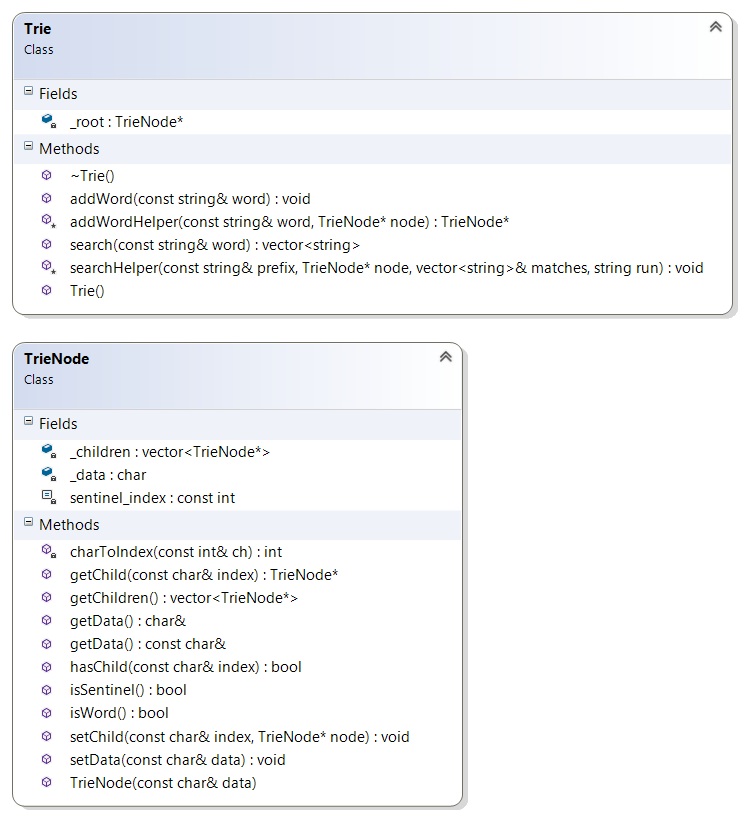 Trie
Class
Fields
_root : TrieNode*
Methods
~Trie()
addWord(const string& word) : void
addWordHelper(const string& word, TrieNode* node) : TrieNode*
search(const string& word) : vector<string>
searchHelper(const string& prefix, TrieNode* node, vector<string>& matches, string run) : void
Trie()
TrieNode
Class
Fields
_children : vector<TrieNode*>
_data : char
sentinel_index : const int
Methods
charToIndex(const int& ch) : int
getChild(const char& index) : TrieNode*
getChildren() : vector<TrieNode*>
getData() : char&
getData() : const char&
hasChild(const char& index) : bool
isSentinel() : bool
isWord() : bool
setChild(const char& index, TrieNode* node) : void
setData(const char& data) : void
TrieNode(const char& data)